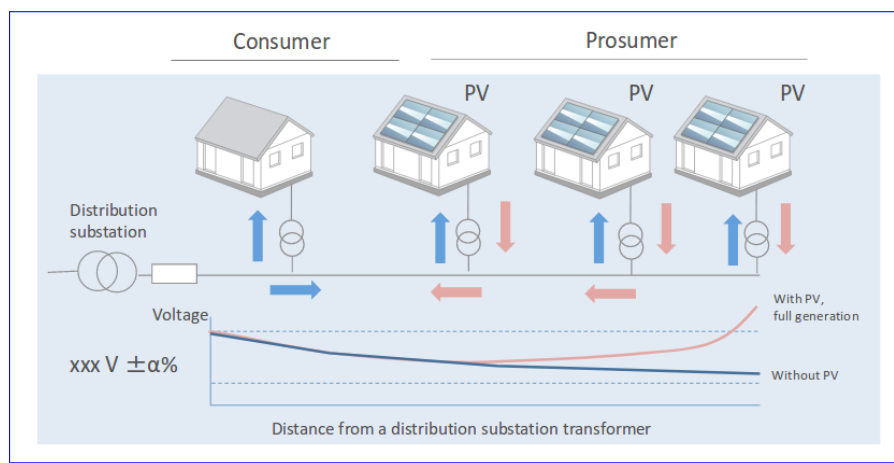 Consumer
Prosumer
PV
PV
PV
Distribution
substation
Voltage
With PV,
full generation
xxx V ±α%
Without PV
Distance from a distribution substation transformer